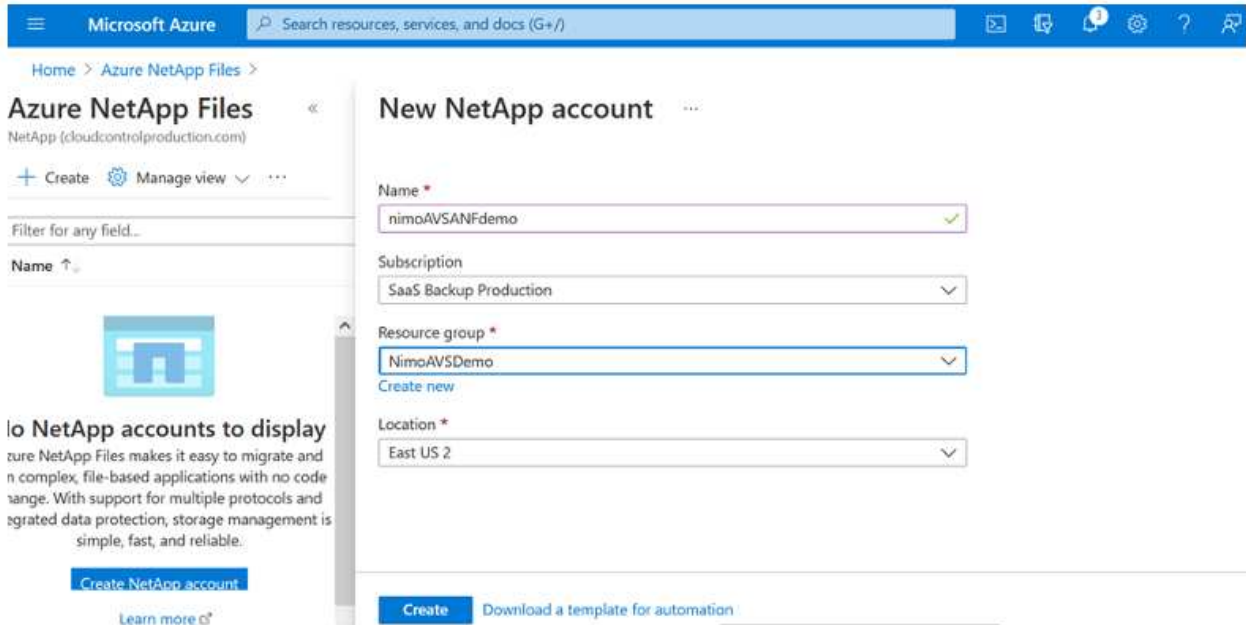 Microsoft Azure
Search resources, services, and docs (G+/)
3
Home > Azure NetApp Files >
Azure NetApp Files «
NetApp (cloudcontrolproduction.com)
+ Create Manage view ...
Filter for any field...
Name ↑
lo NetApp accounts to display
zure NetApp Files makes it easy to migrate and
n complex, file-based applications with no code
hange. With support for multiple protocols and
egrated data protection, storage management is
simple, fast, and reliable.
Create NetApp account
Learn more
New NetApp account ...
Name *
nimoAVSANFdemo
Subscription
SaaS Backup Production
Resource group *
NimoAVSDemo
Create new
Location *
East US 2
Create Download a template for automation